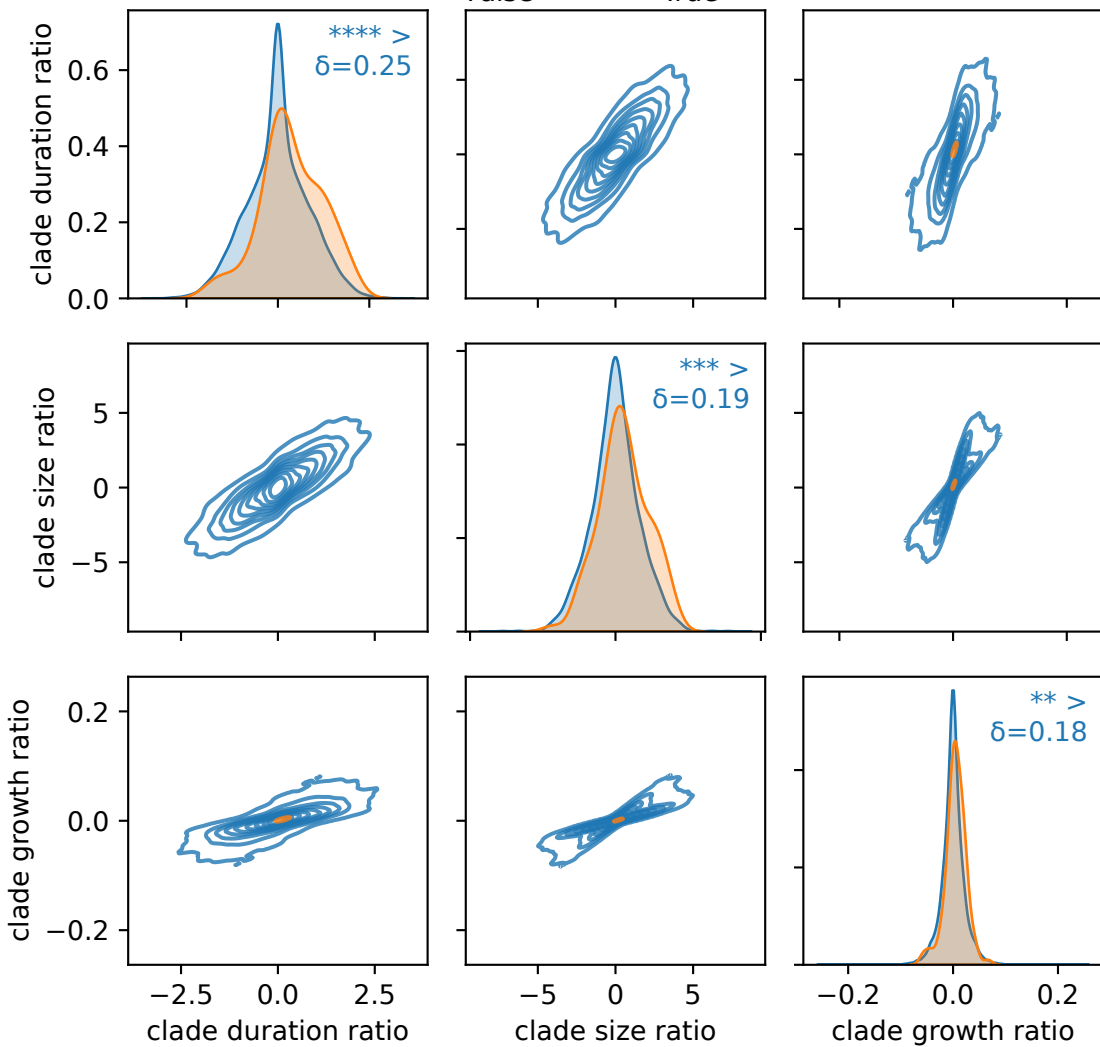 clade duration ratio
0.6
0.4
0.2
0.0
**** >
δ=0.25
clade size ratio
5
0
−5
*** >
δ=0.19
clade growth ratio
0.2
0.0
−0.2
** >
δ=0.18
−2.5 0.0 2.5
clade duration ratio
−5 0 5
clade size ratio
−0.2 0.0 0.2
clade growth ratio